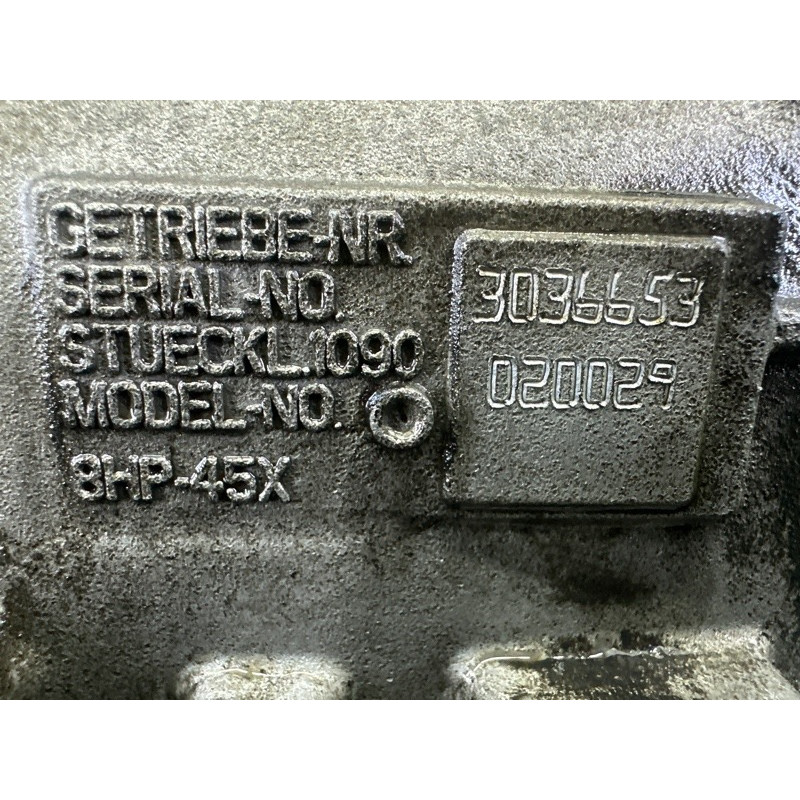 GETRIEBE-NR.
SERIAL-NO. 3036653
STUECKL.1090
MODEL-NO. 020029
8HP-45X